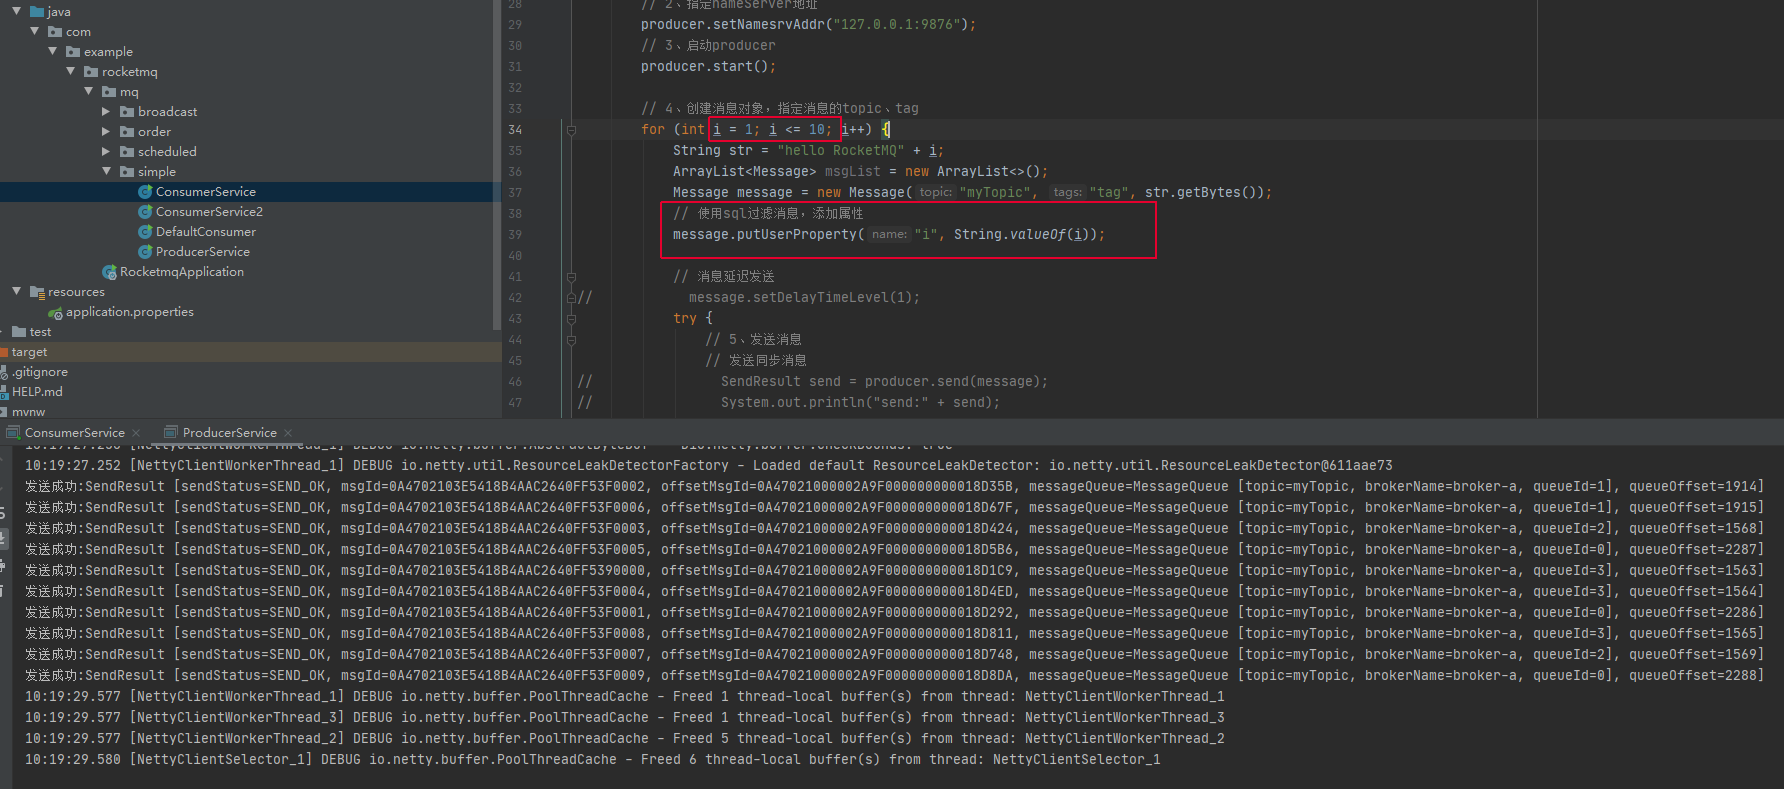 java
com
example
rocketmq
mq
broadcast
order
scheduled
simple
ConsumerService
ConsumerService2
DefaultConsumer
ProducerService
RocketmqApplication
resources
application.properties
test
target
.gitignore
HELP.md
mvnw
28 // 2、指定nameServer地址
29 producer.setNamesrvAddr("127.0.0.1:9876");
30 // 3、启动producer
31 producer.start();
32
33 // 4、创建消息对象，指定消息的topic、tag
34 for (int i = 1; i <= 10; i++) {
35 String str = "hello RocketMQ" + i;
36 ArrayList<Message> msgList = new ArrayList<>();
37 Message message = new Message( topic: "myTopic", tags: "tag", str.getBytes());
38 // 使用sql过滤消息，添加属性
39 message.putUserProperty( name: "i", String.valueOf(i));
40
41 // 消息延迟发送
42 // message.setDelayTimeLevel(1);
43 try {
44 // 5、发送消息
45 // 发送同步消息
46 // SendResult send = producer.send(message);
47 // System.out.println("send:" + send);
ConsumerService × ProducerService ×
10:19:27.252 [NettyClientWorkerThread_1] DEBUG io.netty.util.ResourceLeakDetectorFactory - Loaded default ResourceLeakDetector: io.netty.util.ResourceLeakDetector@611aae73
发送成功:SendResult [sendStatus=SEND_OK, msgId=0A4702103E5418B4AAC2640FF53F0002, offsetMsgId=0A47021000002A9F000000000018D35B, messageQueue=MessageQueue [topic=myTopic, brokerName=broker-a, queueId=1], queueOffset=1914]
发送成功:SendResult [sendStatus=SEND_OK, msgId=0A4702103E5418B4AAC2640FF53F0006, offsetMsgId=0A47021000002A9F000000000018D67F, messageQueue=MessageQueue [topic=myTopic, brokerName=broker-a, queueId=1], queueOffset=1915]
发送成功:SendResult [sendStatus=SEND_OK, msgId=0A4702103E5418B4AAC2640FF53F0003, offsetMsgId=0A47021000002A9F000000000018D424, messageQueue=MessageQueue [topic=myTopic, brokerName=broker-a, queueId=2], queueOffset=1568]
发送成功:SendResult [sendStatus=SEND_OK, msgId=0A4702103E5418B4AAC2640FF53F0005, offsetMsgId=0A47021000002A9F000000000018D5B6, messageQueue=MessageQueue [topic=myTopic, brokerName=broker-a, queueId=0], queueOffset=2287]
发送成功:SendResult [sendStatus=SEND_OK, msgId=0A4702103E5418B4AAC2640FF5390000, offsetMsgId=0A47021000002A9F000000000018D1C9, messageQueue=MessageQueue [topic=myTopic, brokerName=broker-a, queueId=3], queueOffset=1563]
发送成功:SendResult [sendStatus=SEND_OK, msgId=0A4702103E5418B4AAC2640FF53F0004, offsetMsgId=0A47021000002A9F000000000018D4ED, messageQueue=MessageQueue [topic=myTopic, brokerName=broker-a, queueId=3], queueOffset=1564]
发送成功:SendResult [sendStatus=SEND_OK, msgId=0A4702103E5418B4AAC2640FF53F0001, offsetMsgId=0A47021000002A9F000000000018D292, messageQueue=MessageQueue [topic=myTopic, brokerName=broker-a, queueId=0], queueOffset=2286]
发送成功:SendResult [sendStatus=SEND_OK, msgId=0A4702103E5418B4AAC2640FF53F0008, offsetMsgId=0A47021000002A9F000000000018D811, messageQueue=MessageQueue [topic=myTopic, brokerName=broker-a, queueId=3], queueOffset=1565]
发送成功:SendResult [sendStatus=SEND_OK, msgId=0A4702103E5418B4AAC2640FF53F0007, offsetMsgId=0A47021000002A9F000000000018D748, messageQueue=MessageQueue [topic=myTopic, brokerName=broker-a, queueId=2], queueOffset=1569]
发送成功:SendResult [sendStatus=SEND_OK, msgId=0A4702103E5418B4AAC2640FF53F0009, offsetMsgId=0A47021000002A9F000000000018D8DA, messageQueue=MessageQueue [topic=myTopic, brokerName=broker-a, queueId=0], queueOffset=2288]
10:19:29.577 [NettyClientWorkerThread_1] DEBUG io.netty.buffer.PoolThreadCache - Freed 1 thread-local buffer(s) from thread: NettyClientWorkerThread_1
10:19:29.577 [NettyClientWorkerThread_3] DEBUG io.netty.buffer.PoolThreadCache - Freed 1 thread-local buffer(s) from thread: NettyClientWorkerThread_3
10:19:29.577 [NettyClientWorkerThread_2] DEBUG io.netty.buffer.PoolThreadCache - Freed 5 thread-local buffer(s) from thread: NettyClientWorkerThread_2
10:19:29.580 [NettyClientSelector_1] DEBUG io.netty.buffer.PoolThreadCache - Freed 6 thread-local buffer(s) from thread: NettyClientSelector_1